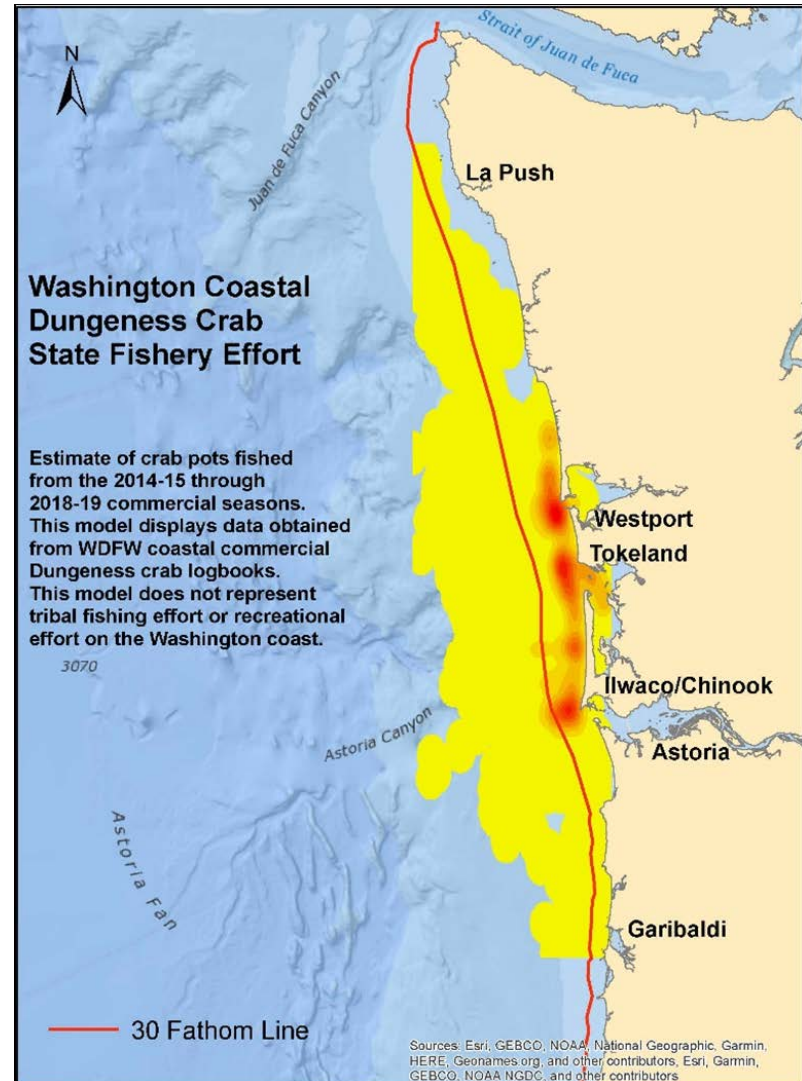 N
Strait of Juan de Fuca
Juan de Fuca Canyon
La Push
Washington Coastal
Dungeness Crab
State Fishery Effort
Estimate of crab pots fished
from the 2014-15 through
2018-19 commercial seasons.
This model displays data obtained
from WDFW coastal commercial
Dungeness crab logbooks.
This model does not represent
tribal fishing effort or recreational
effort on the Washington coast.
Westport
Tokeland
3070
Ilwaco/Chinook
Astoria Canyon
Astoria
Astoria Fan
Garibaldi
30 Fathom Line
Sources: Esri, GEBCO, NOAA, National Geographic, Garmin,
HERE, Geonames.org, and other contributors, Esri, Garmin,
GEBCO, NOAA NGDC, and other contributors